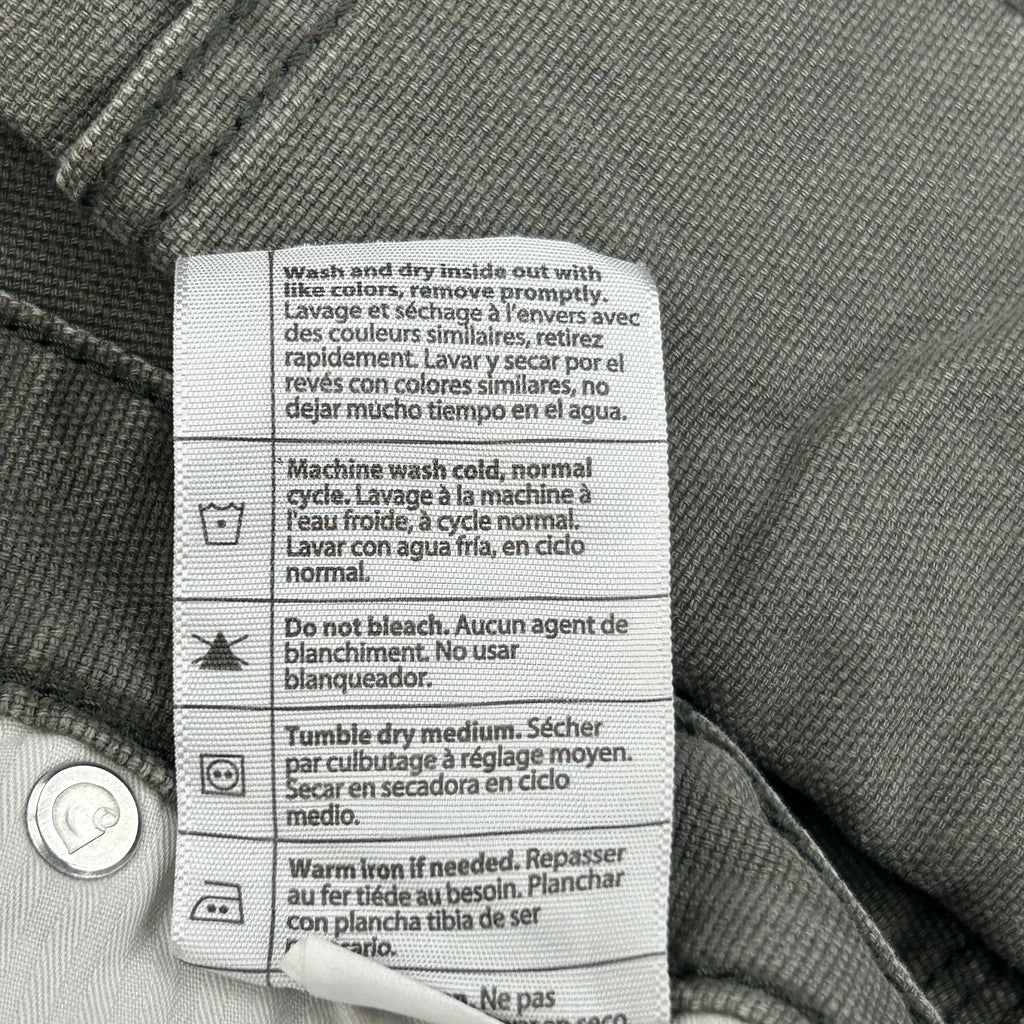 Wash and dry inside out with
like colors, remove promptly.
Lavage et séchage à l'envers avec
des couleurs similaires, retirez
rapidement. Lavar y secar por el
revés con colores similares, no
dejar mucho tiempo en el agua.
Machine wash cold, normal
cycle. Lavage à la machine à
l'eau froide, à cycle normal.
Lavar con agua fría, en ciclo
normal.
Do not bleach. Aucun agent de
blanchiment. No usar
blanqueador.
Tumble dry medium. Sécher
par culbutage à réglage moyen.
Secar en secadora en ciclo
medio.
Warm iron if needed. Repasser
au fer tiéde au besoin. Planchar
con plancha tibia de ser
Ne pas
en seco